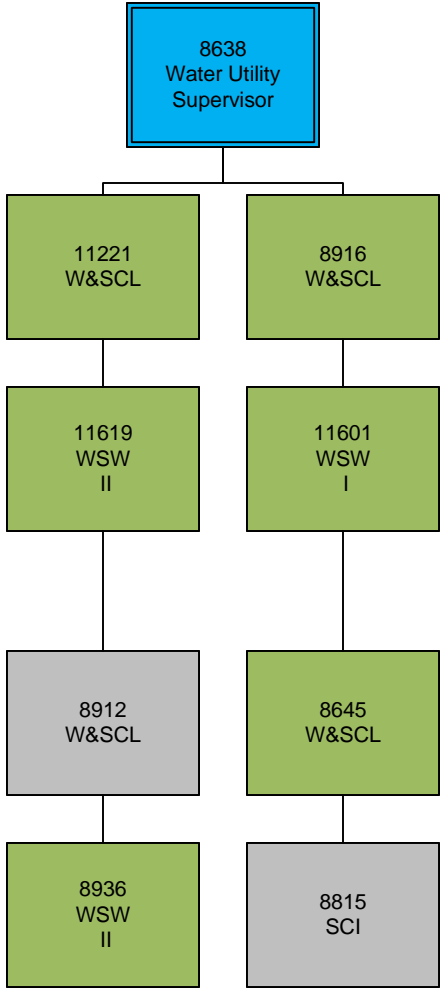 8638
Water Utility
Supervisor
11221
W&SCL
8916
W&SCL
11619
WSW
II
11601
WSW
I
8912
W&SCL
8645
W&SCL
8936
WSW
II
8815
SCI